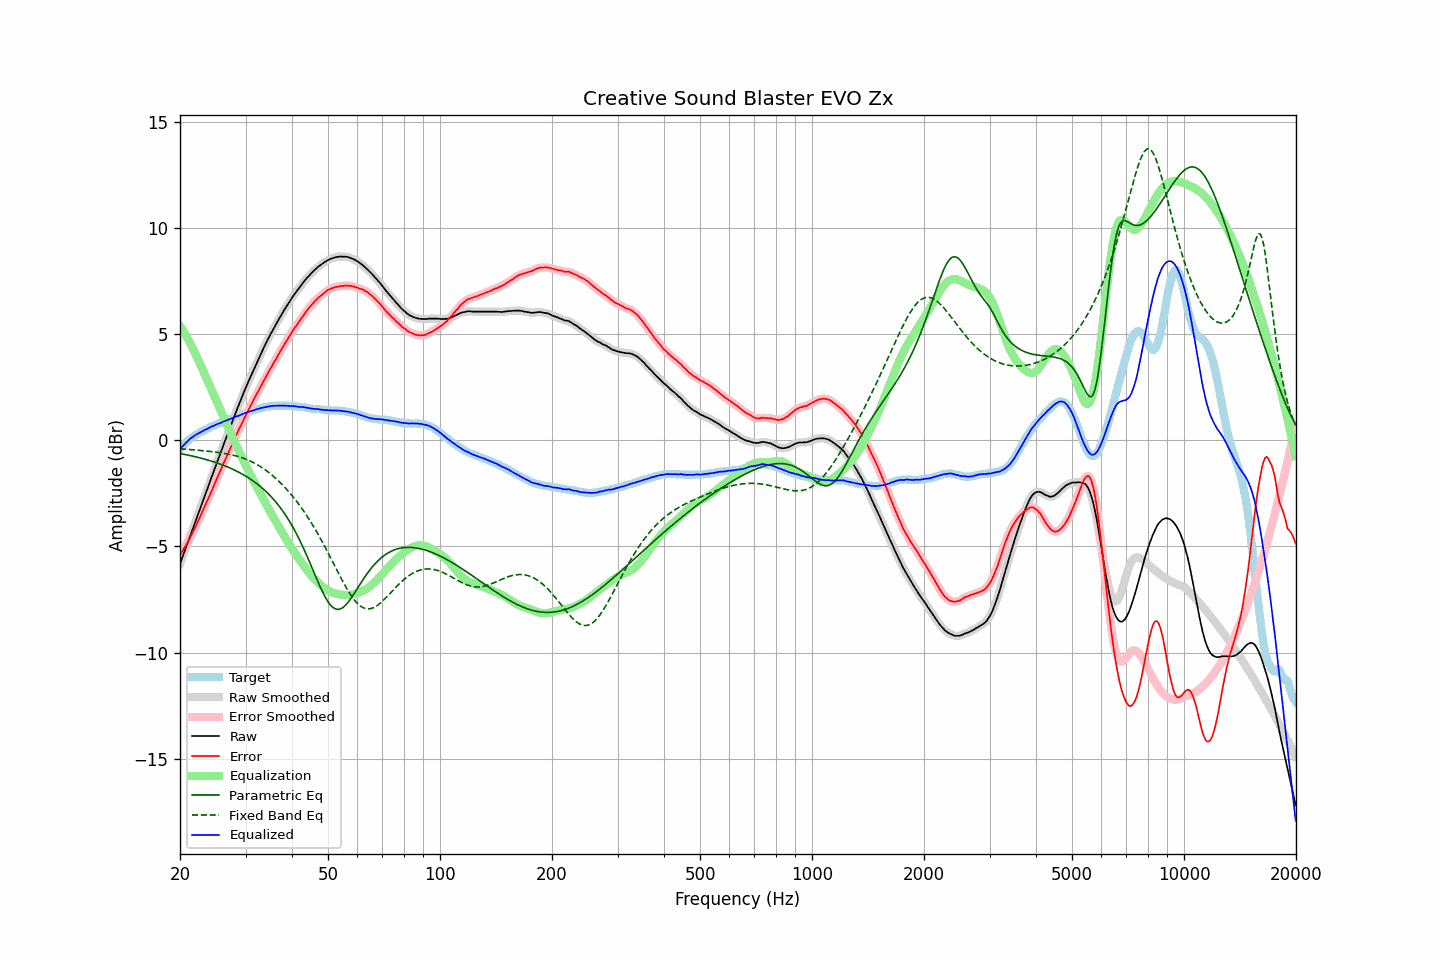 Creative Sound Blaster EVO Zx
15
10
5
0
−5
−10
−15
Amplitude (dBr)
Target
Raw Smoothed
Error Smoothed
Raw
Error
Equalization
Parametric Eq
Fixed Band Eq
Equalized
20 50 100 200 500 1000 2000 5000 10000 20000
Frequency (Hz)